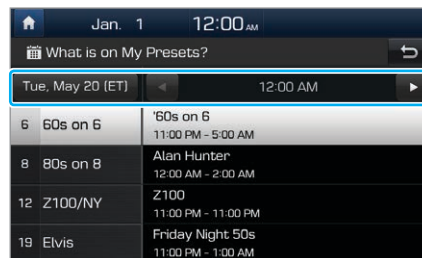 Jan. 1 12:00 AM
What is on My Presets?
Tue, May 20 (ET) 12:00 AM
6 60s on 6 '60s on 6
11:00 PM - 5:00 AM
8 80s on 8 Alan Hunter
12:00 AM - 2:00 AM
12 Z100/NY Z100
11:00 PM - 11:00 PM
19 Elvis Friday Night 50s
11:00 PM - 1:00 AM